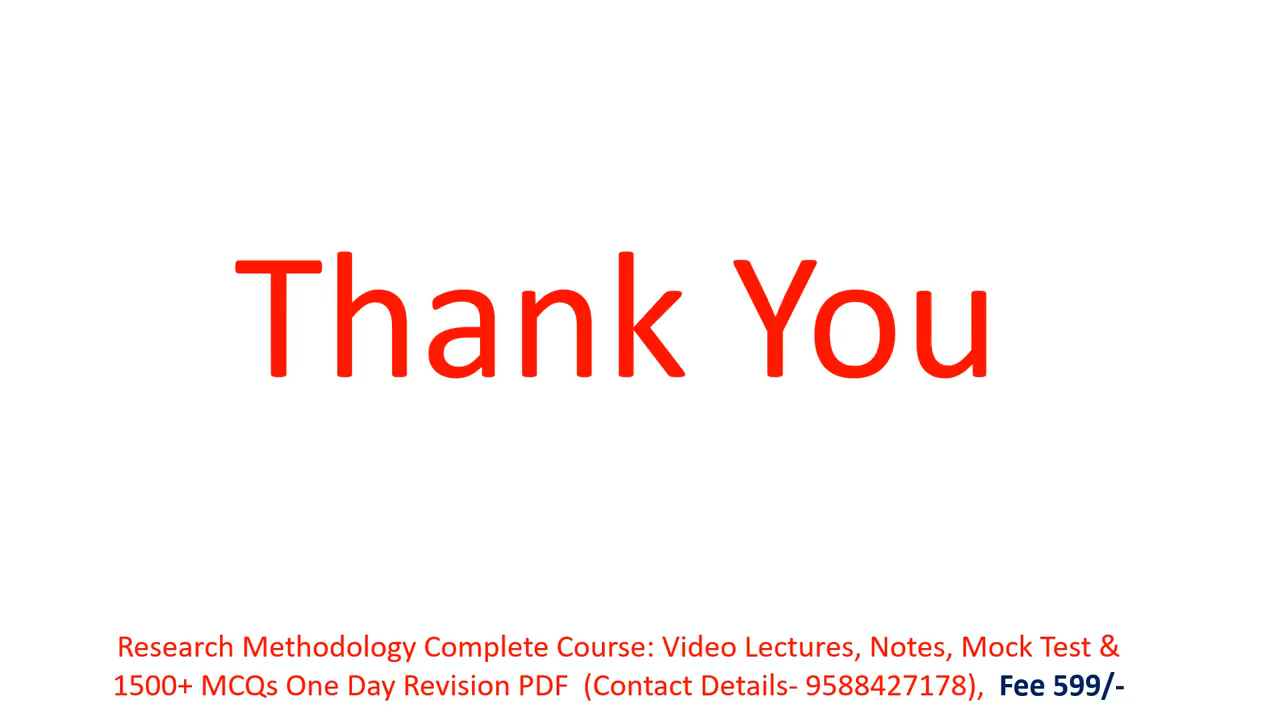 Thank You
Research Methodology Complete Course: Video Lectures, Notes, Mock Test &
1500+ MCQs One Day Revision PDF (Contact Details- 9588427178), Fee 599/-